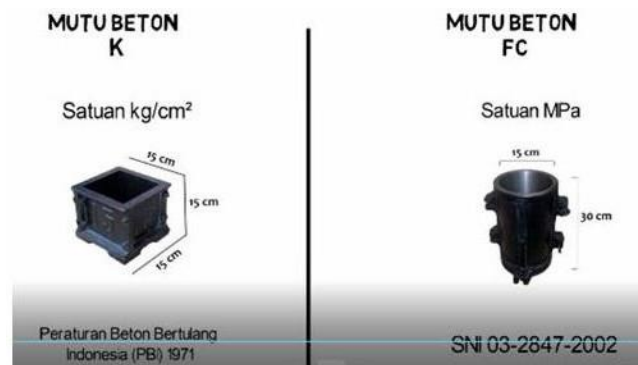 MUTU BETON
K
Satuan kg/cm²
15 cm
15 cm
15 cm
Peraturan Beton Bertulang
Indonesia (PBI) 1971
MUTU BETON
FC
Satuan MPa
15 cm
30 cm
SNI 03-2847-2002